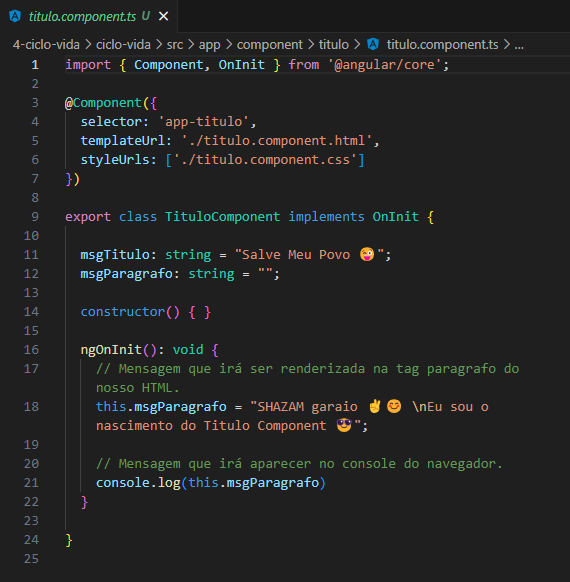 titulo.component.ts U ×
4-ciclo-vida > ciclo-vida > src > app > component > titulo > titulo.component.ts > ...
1 import { Component, OnInit } from '@angular/core';
2
3 @Component({
4   selector: 'app-titulo',
5   templateUrl: './titulo.component.html',
6   styleUrls: ['./titulo.component.css']
7 })
8
9 export class TituloComponent implements OnInit {
10
11   msgTitulo: string = "Salve Meu Povo 😜";
12   msgParagrafo: string = "";
13
14   constructor() { }
15
16   ngOnInit(): void {
17     // Mensagem que irá ser renderizada na tag paragrafo do
nosso HTML.
18     this.msgParagrafo = "SHAZAM garaio ✌😊 \nEu sou o
nascimento do Titulo Component 😎";
19
20     // Mensagem que irá aparecer no console do navegador.
21     console.log(this.msgParagrafo)
22   }
23
24 }
25